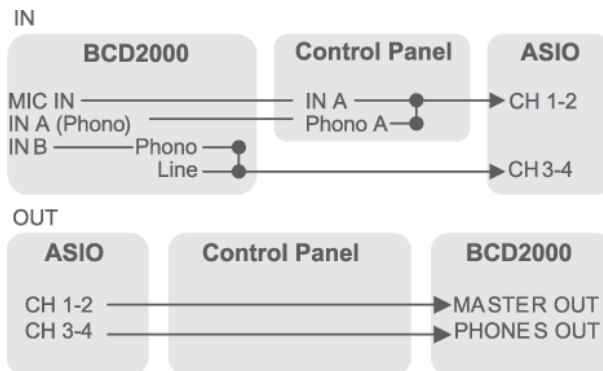 IN
BCD2000 Control Panel ASIO
MIC IN IN A CH 1-2
IN A (Phono) Phono A
IN B Phono
Line CH 3-4
OUT
ASIO Control Panel BCD2000
CH 1-2 MASTER OUT
CH 3-4 PHONES OUT